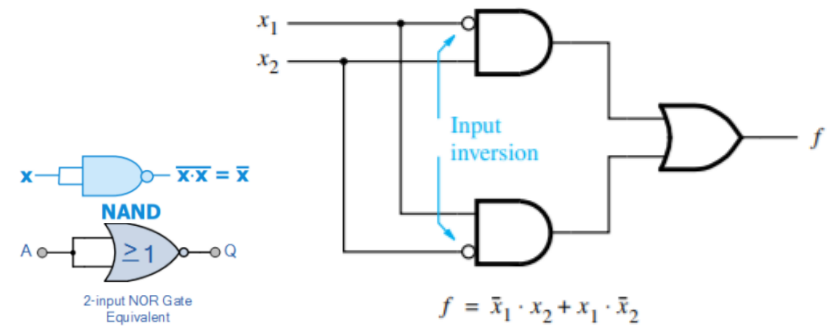 x₁
x₂
Input
inversion
f
x
x̅·̅x̅ = x̅
NAND
A
≥1
Q
2-input NOR Gate
Equivalent
f = x̅₁ · x₂ + x₁ · x̅₂